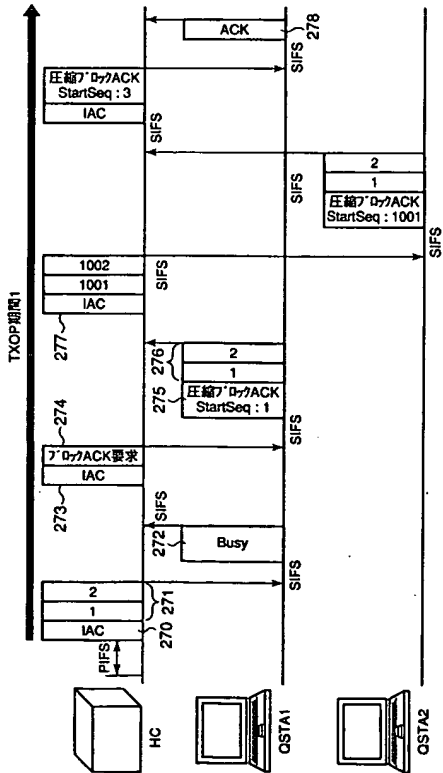 TXOP期間1
ACK
278
SIFS
圧縮ブロックACK
StartSeq : 3
IAC
SIFS
2
1
圧縮ブロックACK
StartSeq : 1001
SIFS
SIFS
1002
1001
IAC
277
SIFS
2
1
276
圧縮ブロックACK
StartSeq : 1
275
SIFS
274
ブロックACK要求
IAC
273
SIFS
Busy
272
SIFS
2
1
271
IAC
270
PIFS
HC
QSTA1
QSTA2